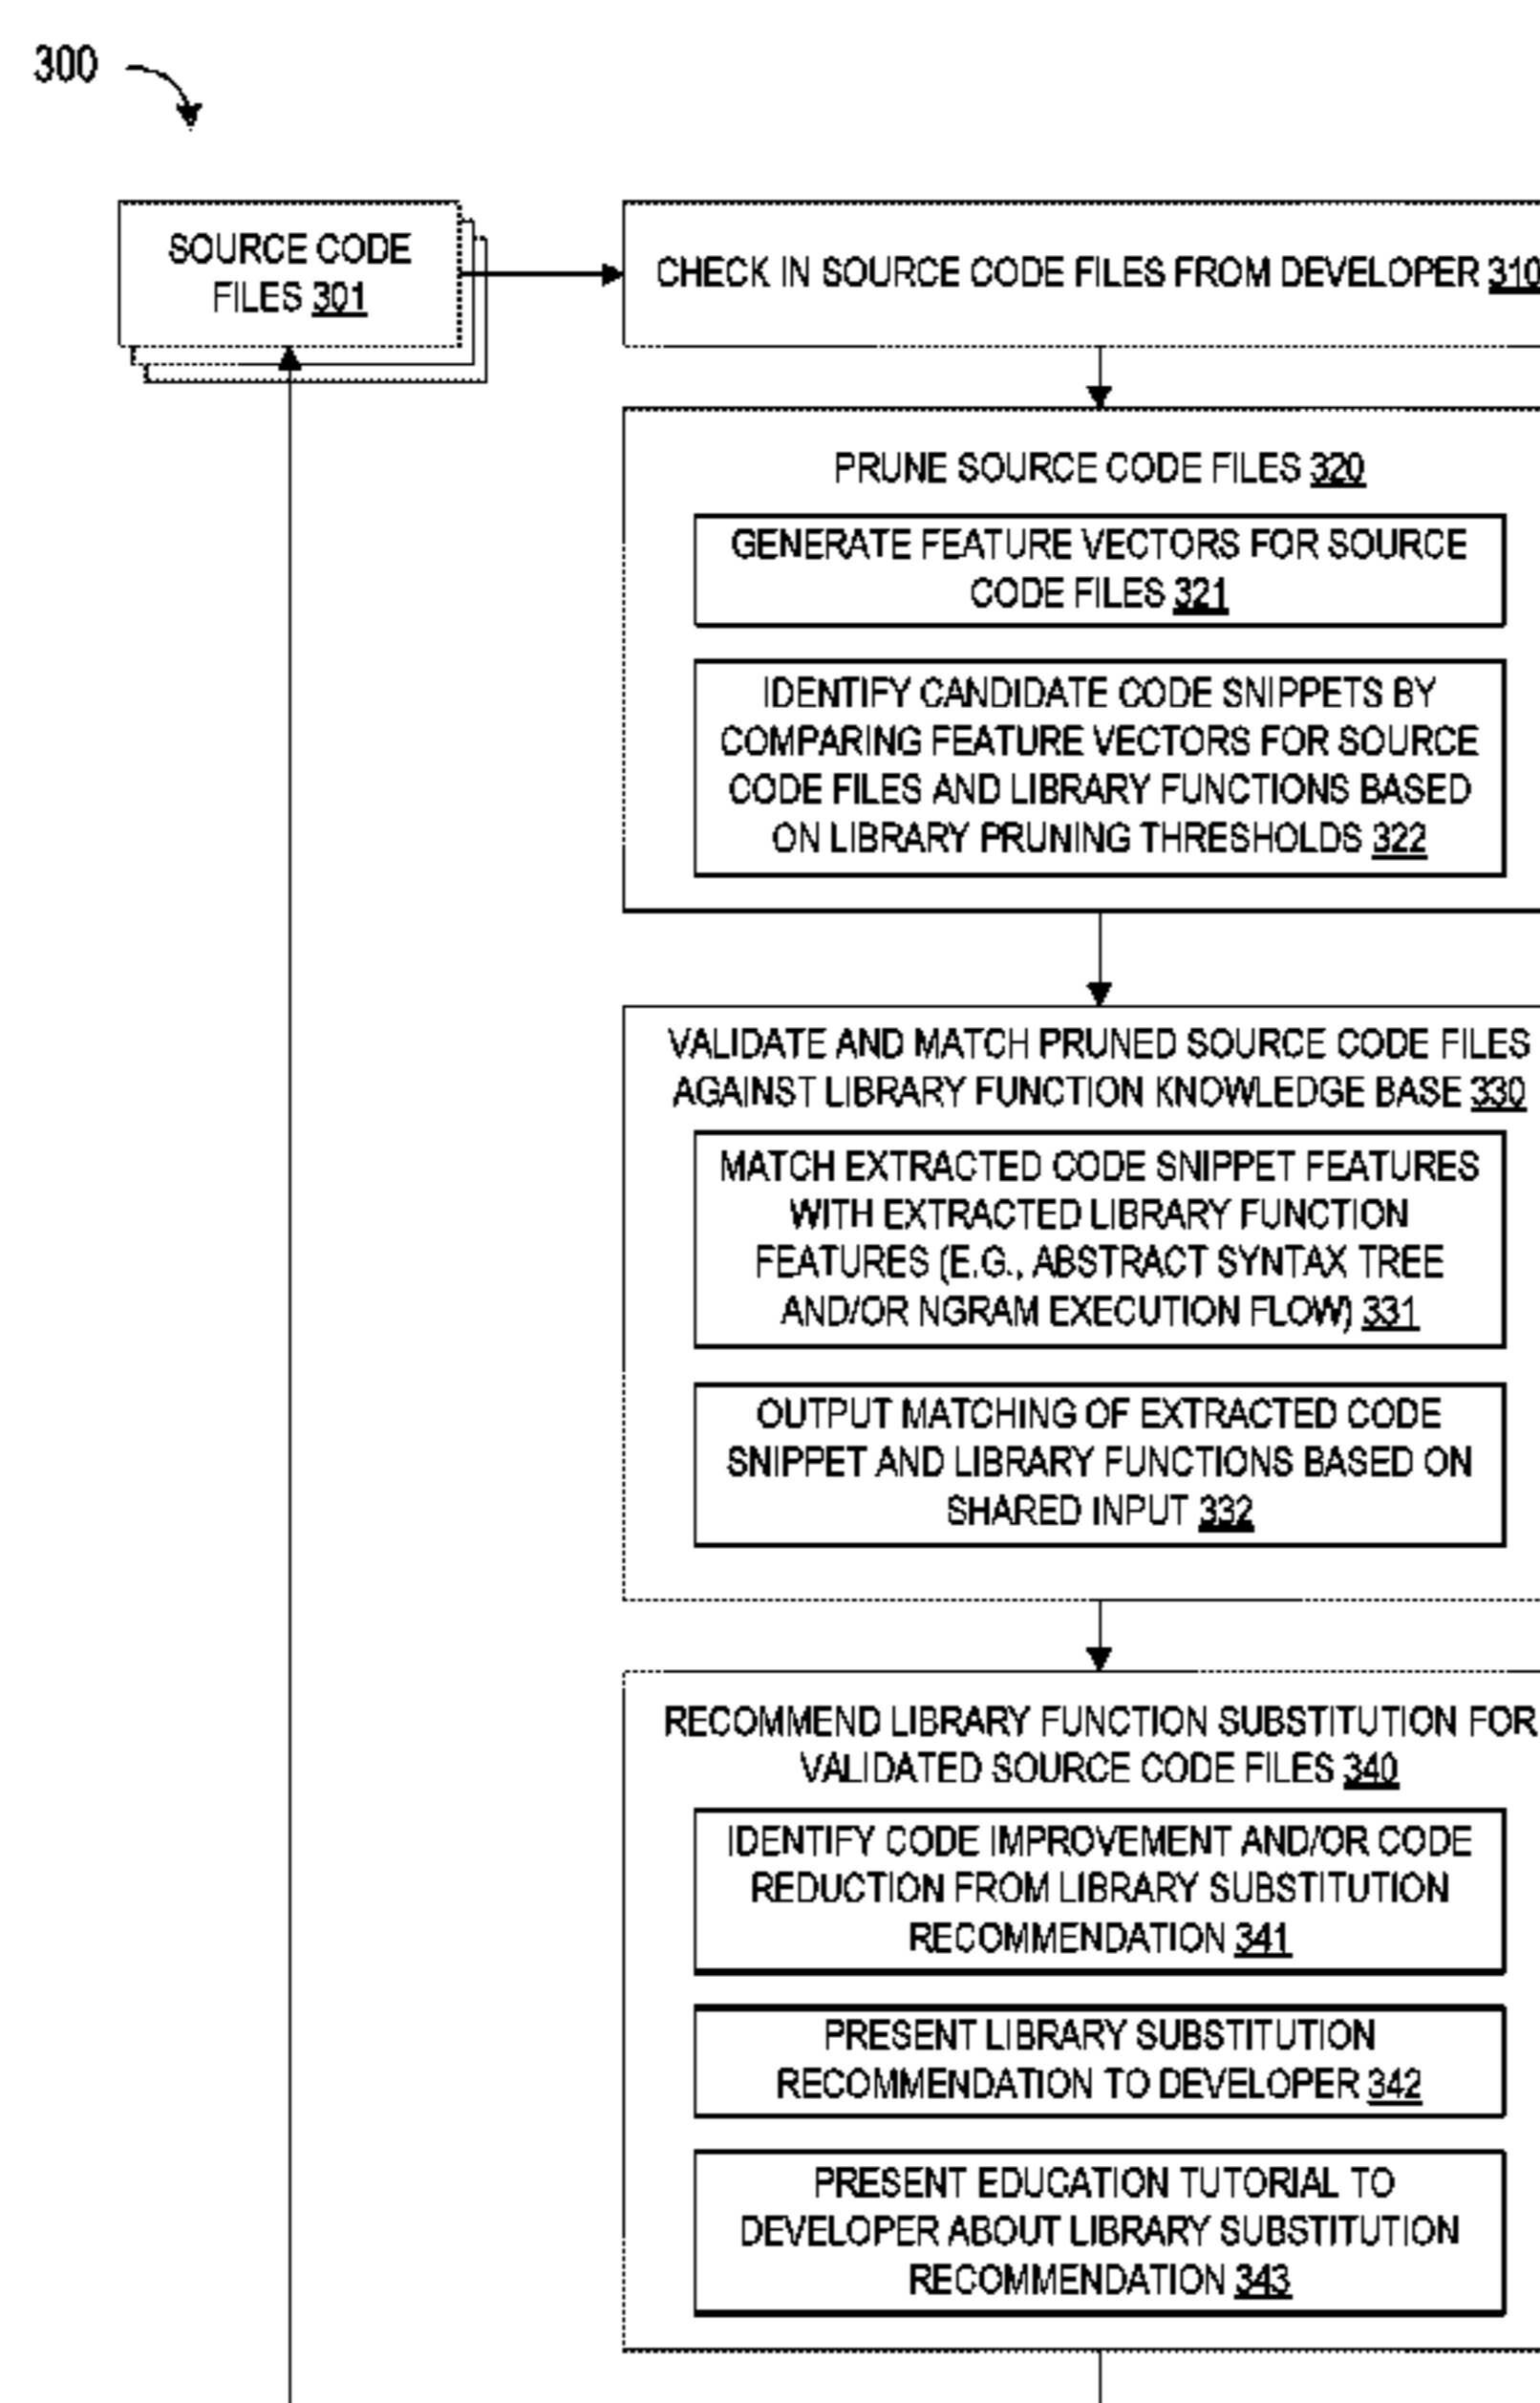 300
SOURCE CODE
FILES 301
CHECK IN SOURCE CODE FILES FROM DEVELOPER 310
PRUNE SOURCE CODE FILES 320
GENERATE FEATURE VECTORS FOR SOURCE
CODE FILES 321
IDENTIFY CANDIDATE CODE SNIPPETS BY
COMPARING FEATURE VECTORS FOR SOURCE
CODE FILES AND LIBRARY FUNCTIONS BASED
ON LIBRARY PRUNING THRESHOLDS 322
VALIDATE AND MATCH PRUNED SOURCE CODE FILES
AGAINST LIBRARY FUNCTION KNOWLEDGE BASE 330
MATCH EXTRACTED CODE SNIPPET FEATURES
WITH EXTRACTED LIBRARY FUNCTION
FEATURES (E.G., ABSTRACT SYNTAX TREE
AND/OR NGRAM EXECUTION FLOW) 331
OUTPUT MATCHING OF EXTRACTED CODE
SNIPPET AND LIBRARY FUNCTIONS BASED ON
SHARED INPUT 332
RECOMMEND LIBRARY FUNCTION SUBSTITUTION FOR
VALIDATED SOURCE CODE FILES 340
IDENTIFY CODE IMPROVEMENT AND/OR CODE
REDUCTION FROM LIBRARY SUBSTITUTION
RECOMMENDATION 341
PRESENT LIBRARY SUBSTITUTION
RECOMMENDATION TO DEVELOPER 342
PRESENT EDUCATION TUTORIAL TO
DEVELOPER ABOUT LIBRARY SUBSTITUTION
RECOMMENDATION 343